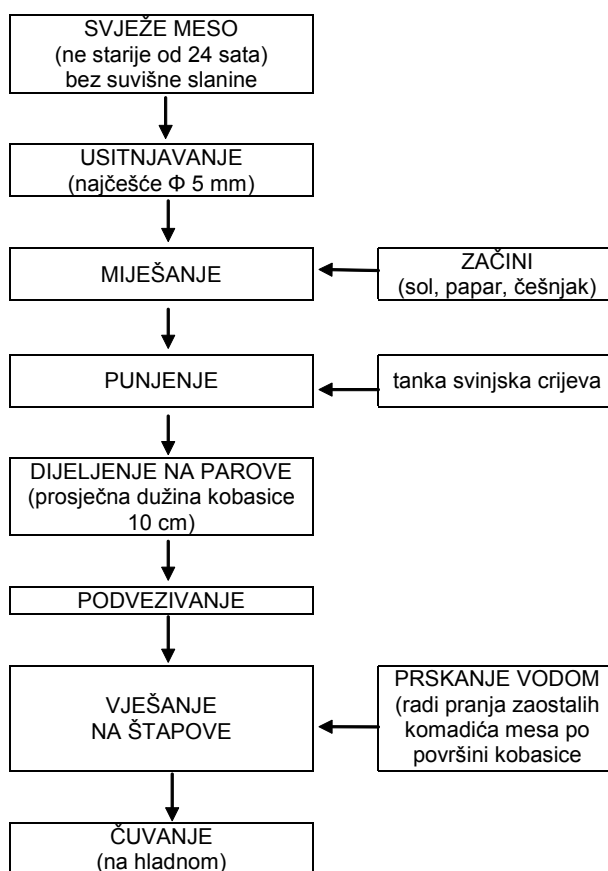 SVJEŽE MESO
(ne starije od 24 sata)
bez suvišne slanine
USITNJAVANJE
(najčešće Φ 5 mm)
MIJEŠANJE
ZAČINI
(sol, papar, češnjak)
PUNJENJE
tanka svinjska crijeva
DIJELJENJE NA PAROVE
(prosječna dužina kobasice
10 cm)
PODVEZIVANJE
VJEŠANJE
NA ŠTAPOVE
PRSKANJE VODOM
(radi pranja zaostalih
komadića mesa po
površini kobasice
ČUVANJE
(na hladnom)